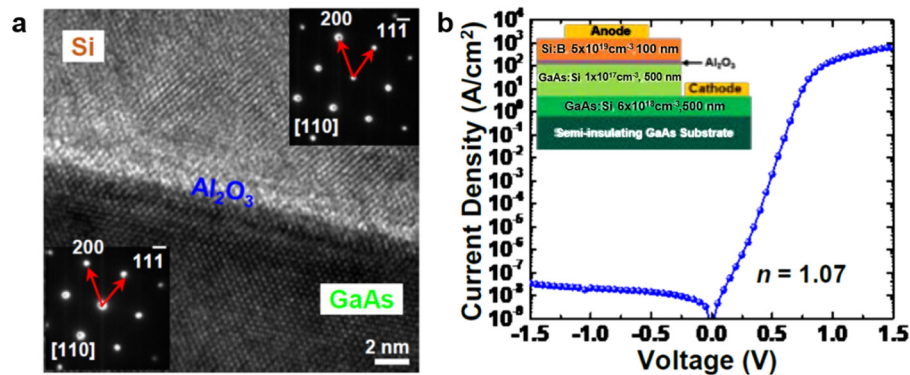 a
Si
200
111̅
[110]
Al₂O₃
200
111̅
[110]
GaAs
2 nm
b
Current Density (A/cm²)
10⁴
10³
10²
10¹
10⁰
10⁻¹
10⁻²
10⁻³
10⁻⁴
10⁻⁵
10⁻⁶
10⁻⁷
10⁻⁸
10⁻⁹
Anode
Si:B 5x10¹⁹cm⁻³ 100 nm
Al₂O₃
GaAs:Si 1x10¹⁷cm⁻³, 500 nm
Cathode
GaAs:Si 6x10¹⁸cm⁻³,500 nm
Semi-insulating GaAs Substrate
n = 1.07
-1.5 -1.0 -0.5 0.0 0.5 1.0 1.5
Voltage (V)